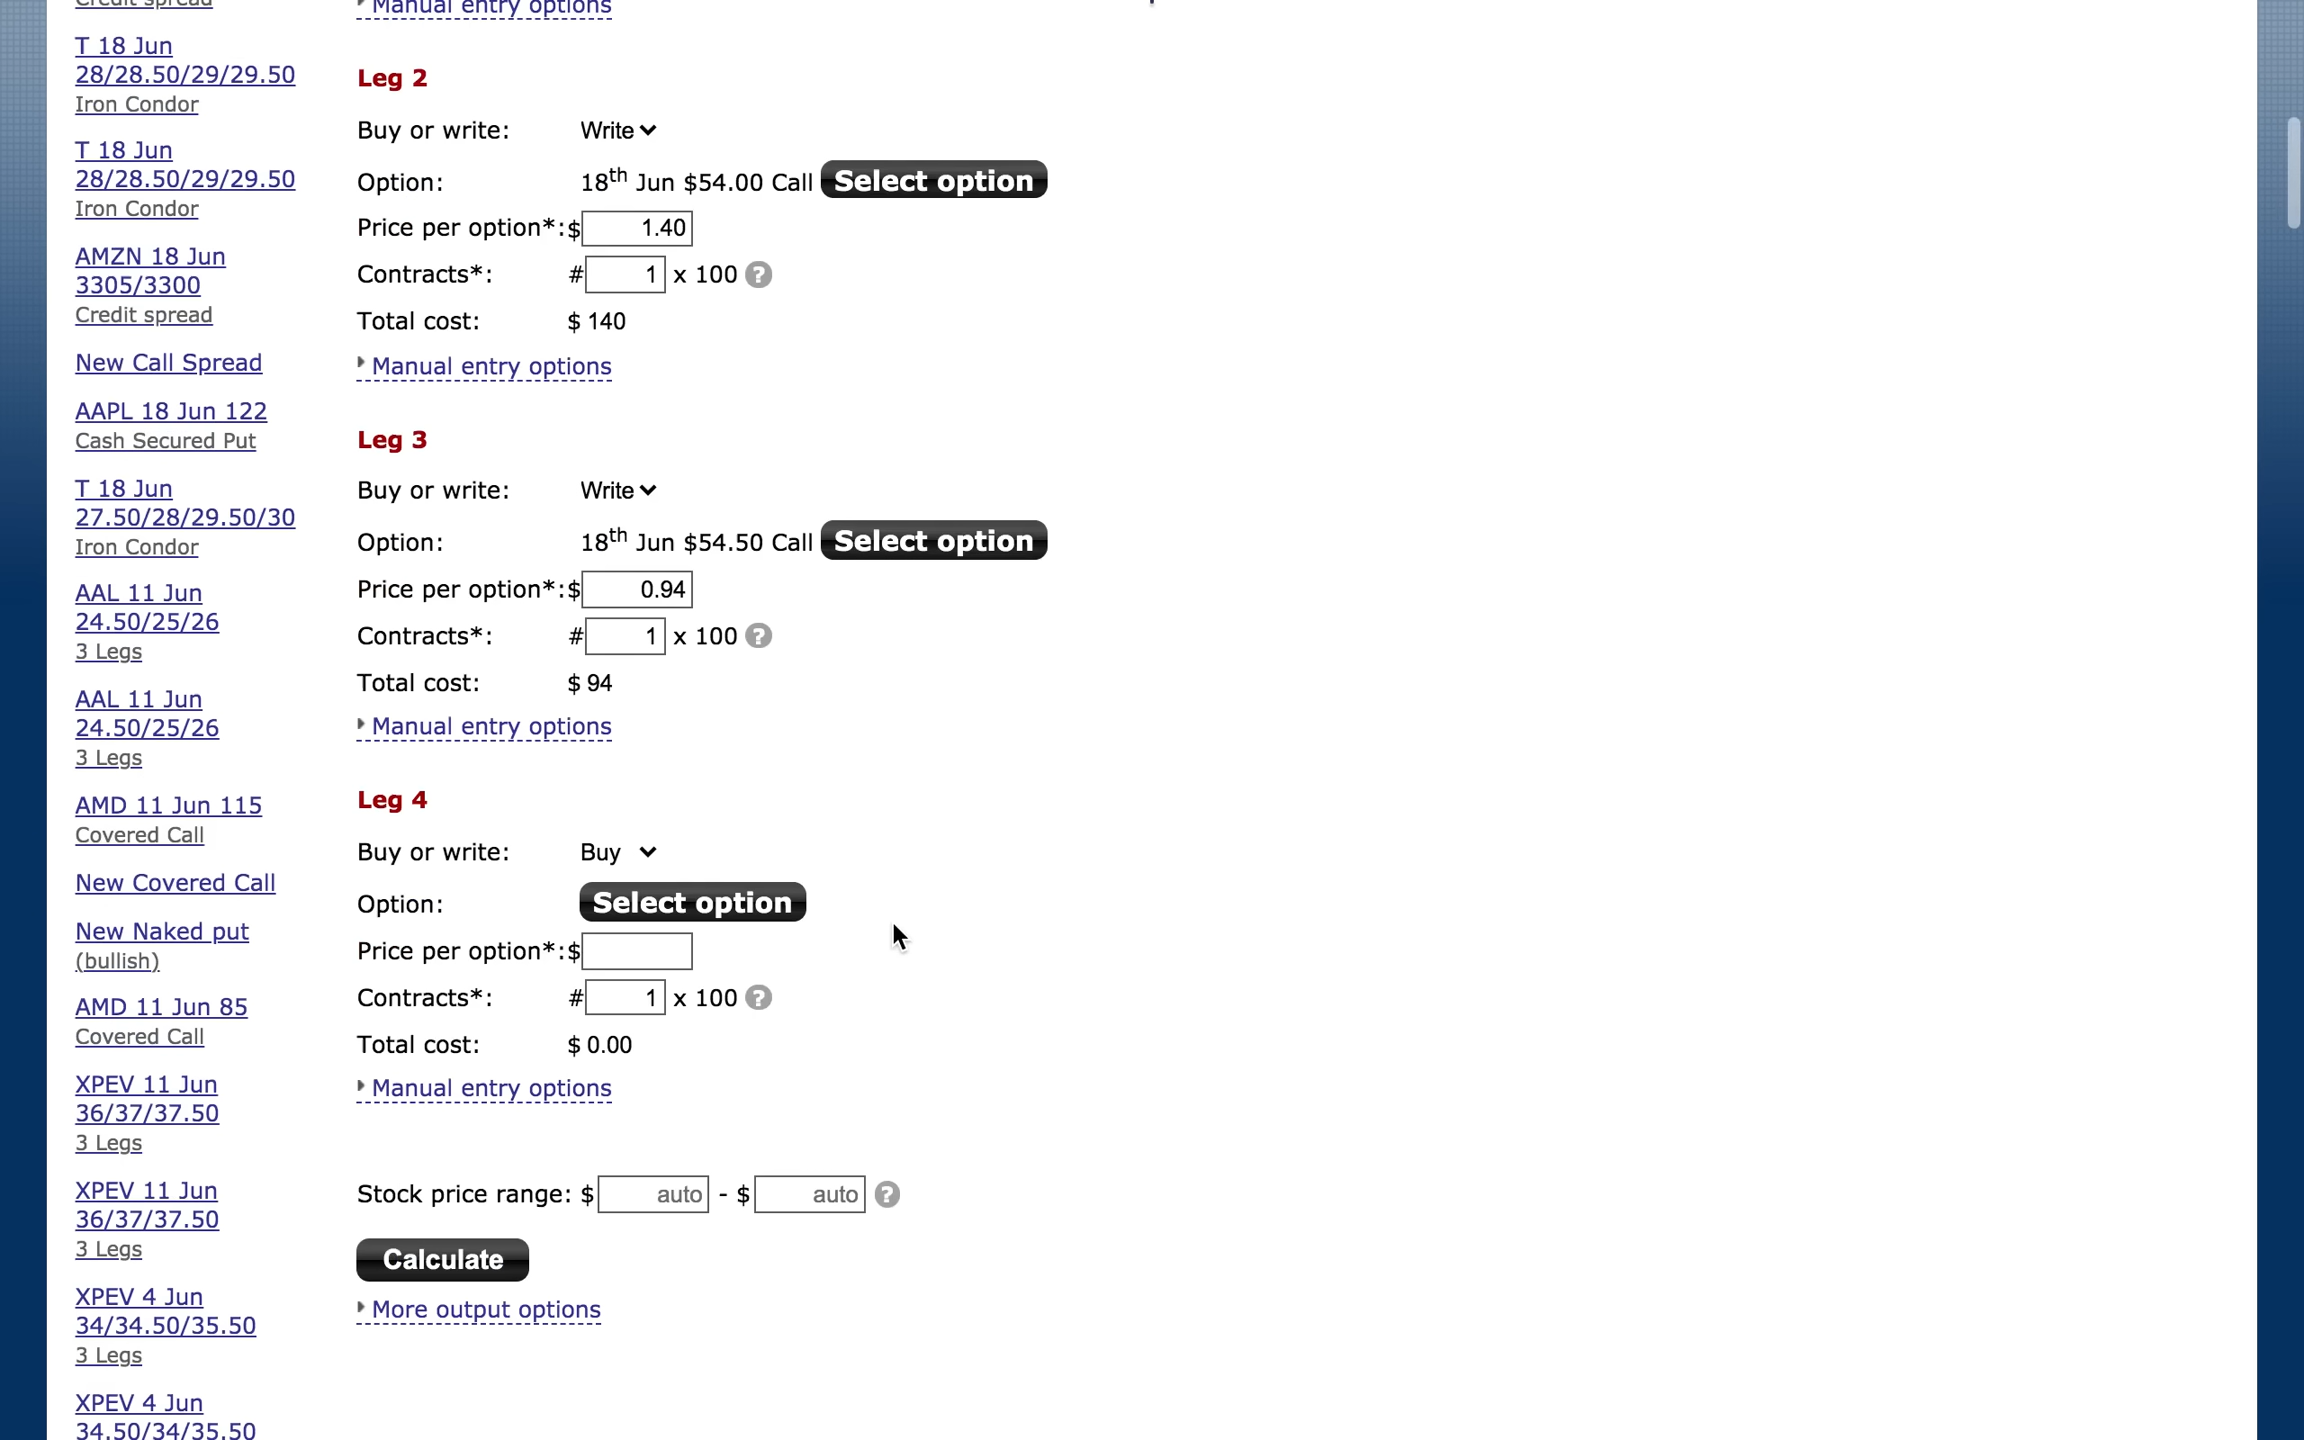 Credit spread
T 18 Jun
28/28.50/29/29.50
Iron Condor
T 18 Jun
28/28.50/29/29.50
Iron Condor
AMZN 18 Jun
3305/3300
Credit spread
New Call Spread
AAPL 18 Jun 122
Cash Secured Put
T 18 Jun
27.50/28/29.50/30
Iron Condor
AAL 11 Jun
24.50/25/26
3 Legs
AAL 11 Jun
24.50/25/26
3 Legs
AMD 11 Jun 115
Covered Call
New Covered Call
New Naked put
(bullish)
AMD 11 Jun 85
Covered Call
XPEV 11 Jun
36/37/37.50
3 Legs
XPEV 11 Jun
36/37/37.50
3 Legs
XPEV 4 Jun
34/34.50/35.50
3 Legs
XPEV 4 Jun
34.50/34/35.50
Manual entry options
Leg 2
Buy or write: Write
Option: 18th Jun $54.00 Call Select option
Price per option*:$ 1.40
Contracts*: # 1 x 100 ?
Total cost: $ 140
Manual entry options
Leg 3
Buy or write: Write
Option: 18th Jun $54.50 Call Select option
Price per option*:$ 0.94
Contracts*: # 1 x 100 ?
Total cost: $ 94
Manual entry options
Leg 4
Buy or write: Buy
Option: Select option
Price per option*:$
Contracts*: # 1 x 100 ?
Total cost: $ 0.00
Manual entry options
Stock price range: $ auto - $ auto ?
Calculate
More output options